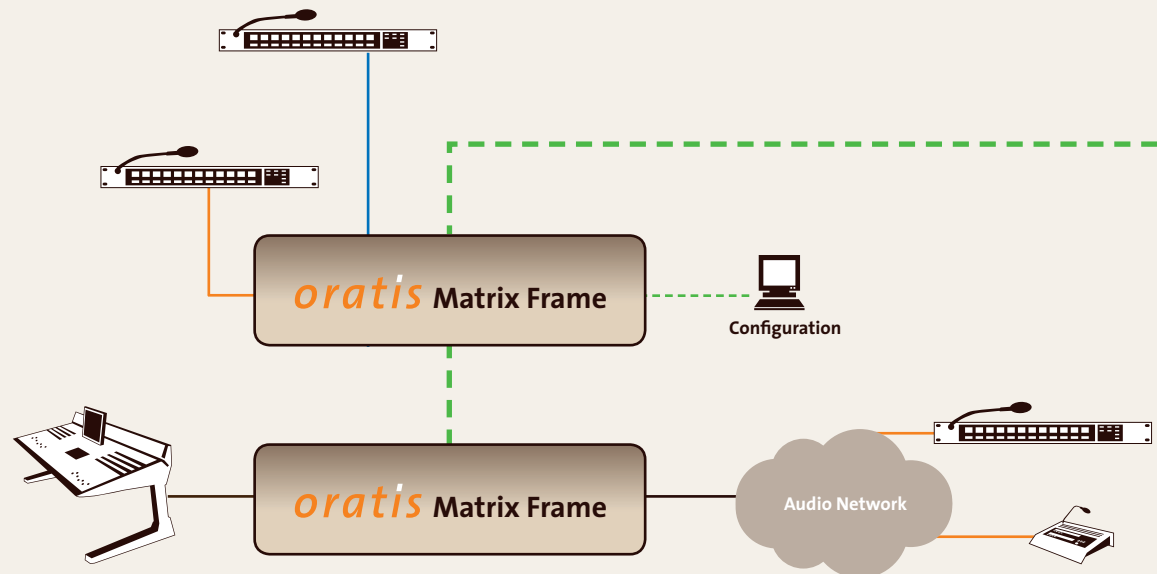 oratis Matrix Frame
Configuration
oratis Matrix Frame
Audio Network